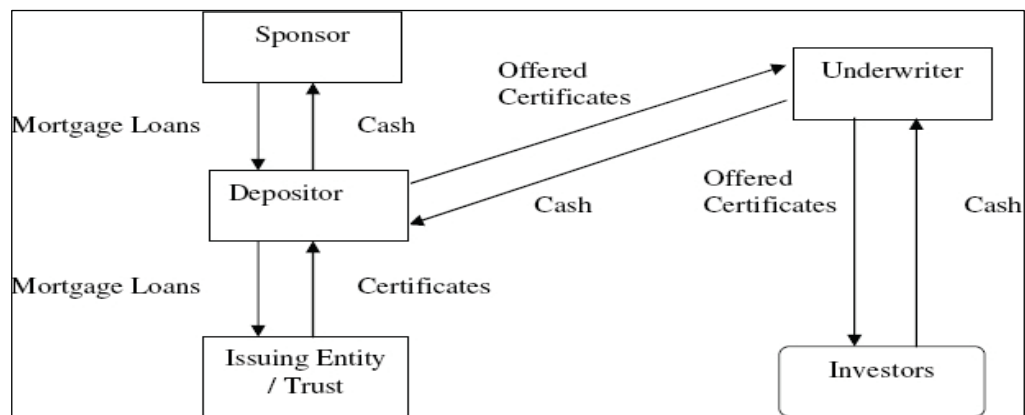 Sponsor
Underwriter
Offered
Certificates
Mortgage Loans
Cash
Depositor
Cash
Offered
Certificates
Cash
Mortgage Loans
Certificates
Issuing Entity
/ Trust
Investors